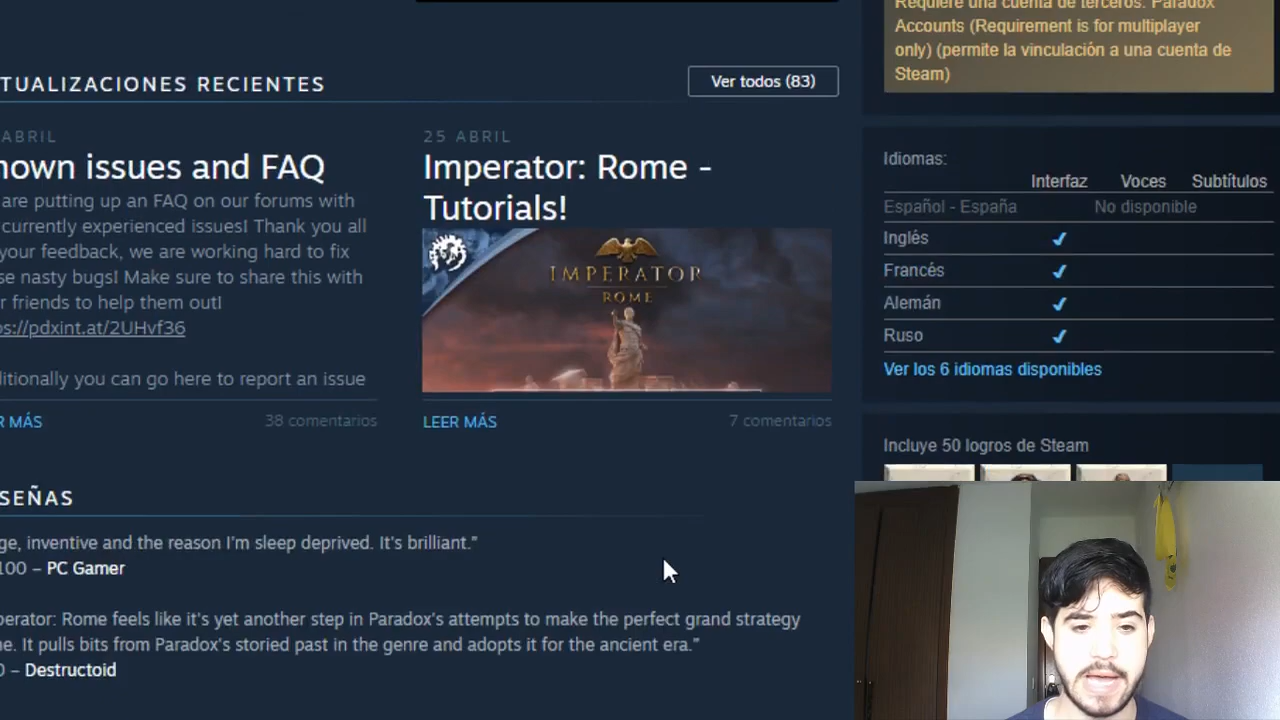 Requiere una cuenta de terceros: Paradox
Accounts (Requirement is for multiplayer
only) (permite la vinculación a una cuenta de
Steam)
TUALIZACIONES RECIENTES
Ver todos (83)
ABRIL
nown issues and FAQ
are putting up an FAQ on our forums with
currently experienced issues! Thank you all
your feedback, we are working hard to fix
se nasty bugs! Make sure to share this with
r friends to help them out!
ps://pdxint.at/2UHvf36
litionally you can go here to report an issue
R MÁS
38 comentarios
25 ABRIL
Imperator: Rome -
Tutorials!
IMPERATOR
ROME
LEER MÁS
7 comentarios
Idiomas:
Interfaz Voces Subtítulos
Español - España No disponible
Inglés ✔
Francés ✔
Alemán ✔
Ruso ✔
Ver los 6 idiomas disponibles
Incluye 50 logros de Steam
SEÑAS
ge, inventive and the reason I'm sleep deprived. It's brilliant.”
100 – PC Gamer
perator: Rome feels like it's yet another step in Paradox's attempts to make the perfect grand strategy
ne. It pulls bits from Paradox's storied past in the genre and adopts it for the ancient era.”
0 – Destructoid